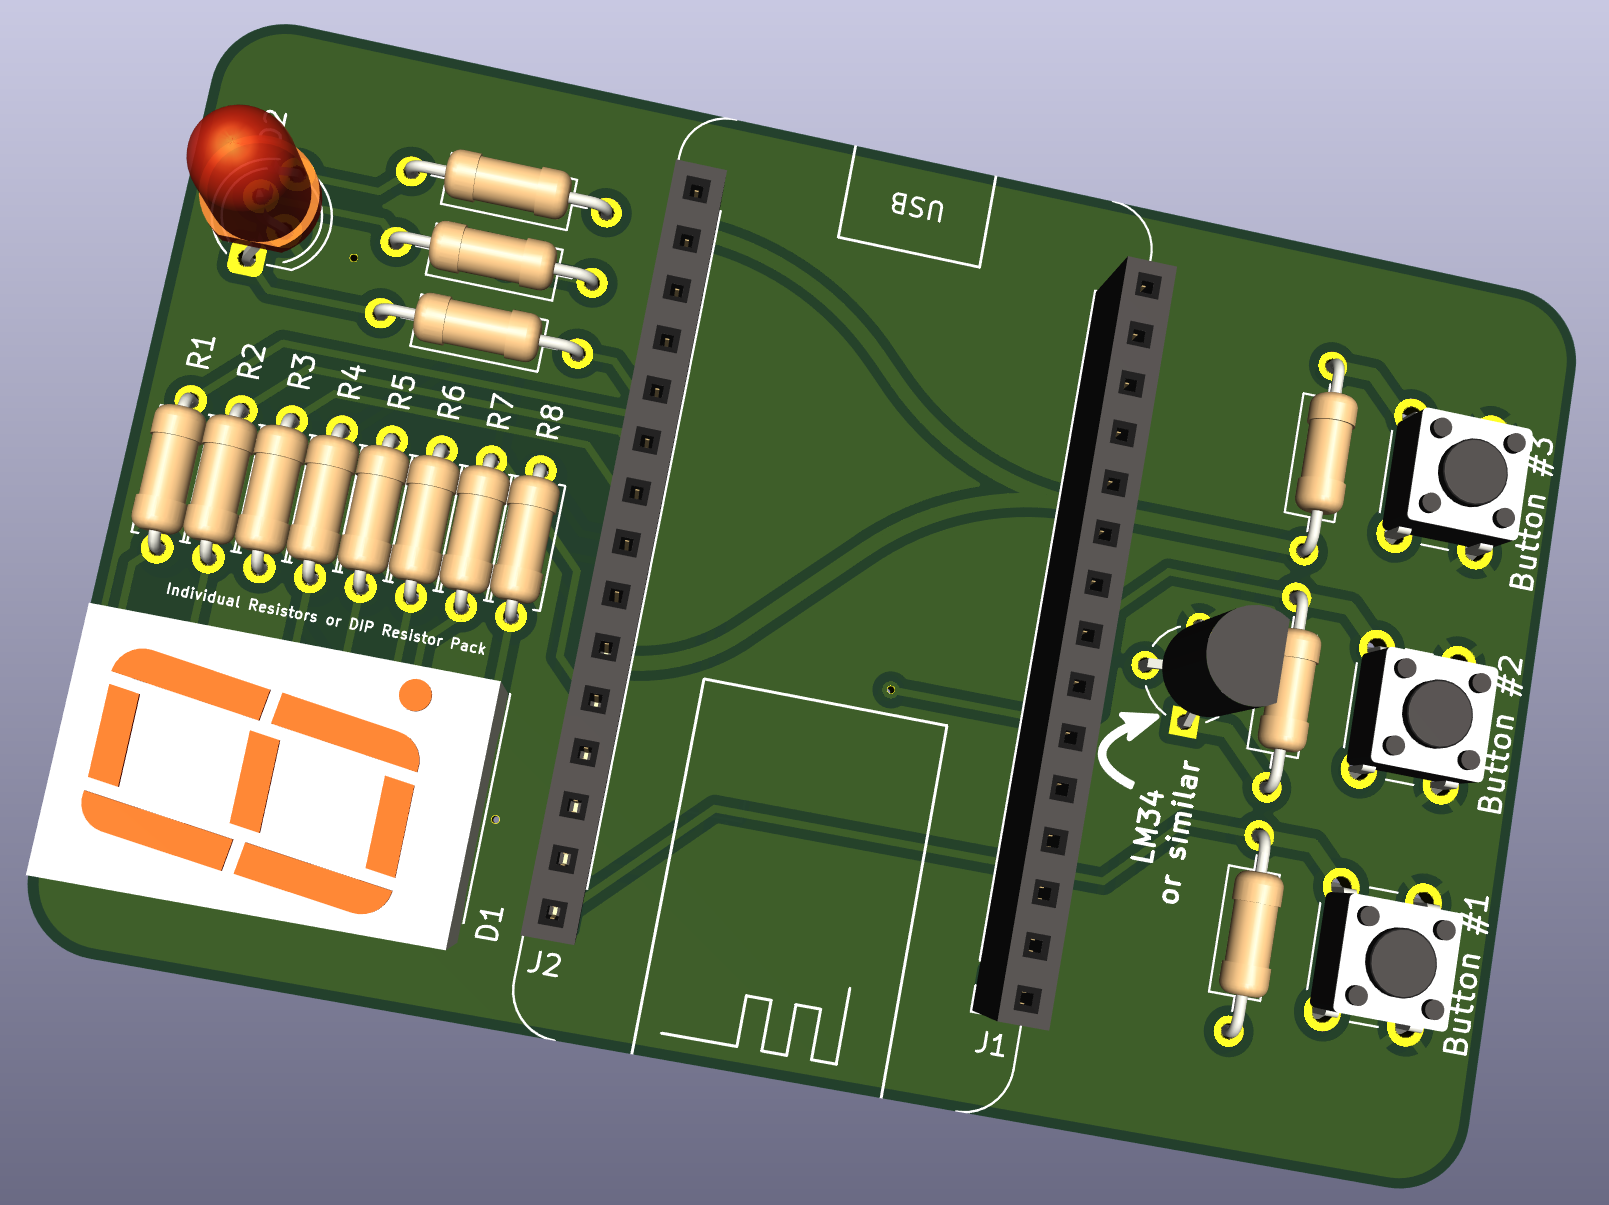 D2
USB
R1
R2
R3
R4
R5
R6
R7
R8
Individual Resistors or DIP Resistor Pack
D1
J2
J1
LM34
or similar
Button #3
Button #2
Button #1